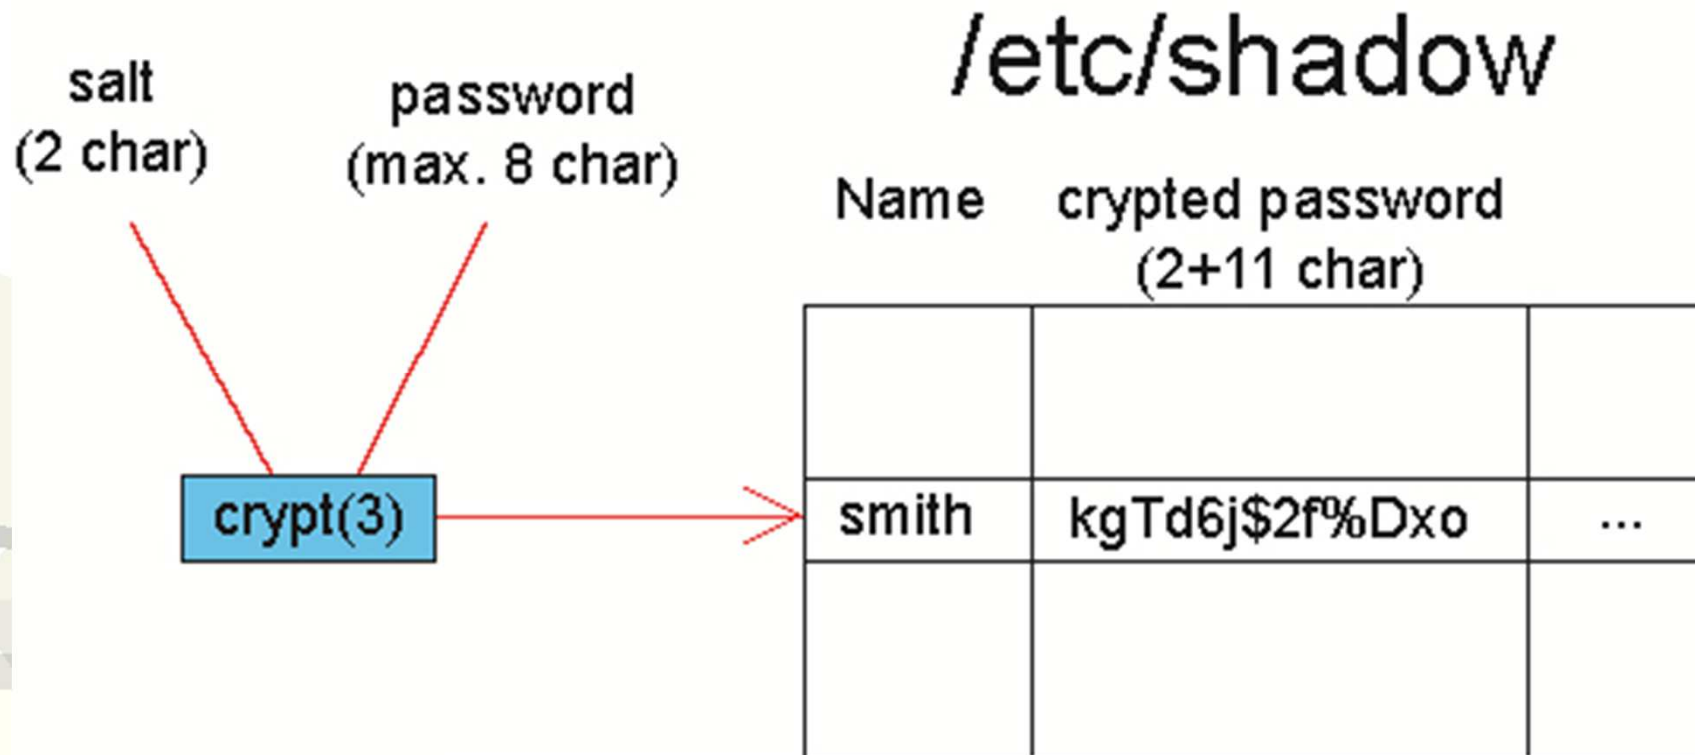 /etc/shadow
salt
(2 char)
password
(max. 8 char)
Name crypted password
(2+11 char)
crypt(3)
smith kgTd6j$2f%Dxo ...